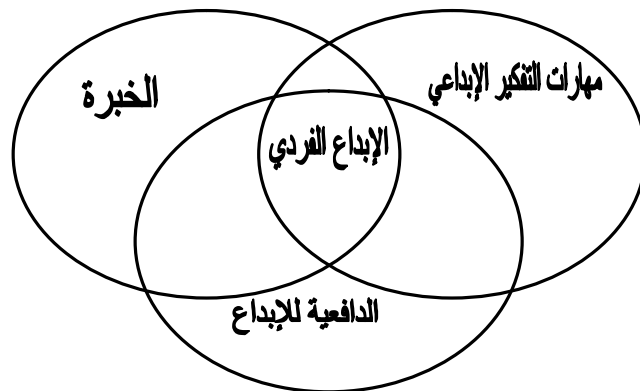 مهارات التفكير الإبداعي
الخبرة
الإبداع الفردي
الدافعية للإبداع